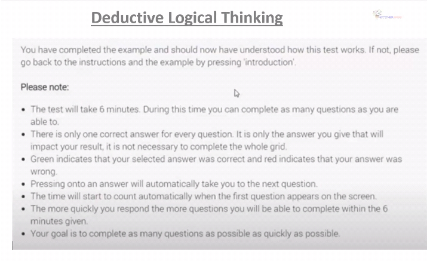 Deductive Logical Thinking
You have completed the example and should now have understood how this test works. If not, please
go back to the instructions and the example by pressing 'introduction'.
Please note:
• The test will take 6 minutes. During this time you can complete as many questions as you are
able to.
• There is only one correct answer for every question. It is only the answer you give that will
impact your result, it is not necessary to complete the whole grid.
• Green indicates that your selected answer was correct and red indicates that your answer was
wrong.
• Pressing onto an answer will automatically take you to the next question.
• The time will start to count automatically when the first question appears on the screen.
• The more quickly you respond the more questions you will be able to complete within the 6
minutes given.
• Your goal is to complete as many questions as possible as quickly as possible.